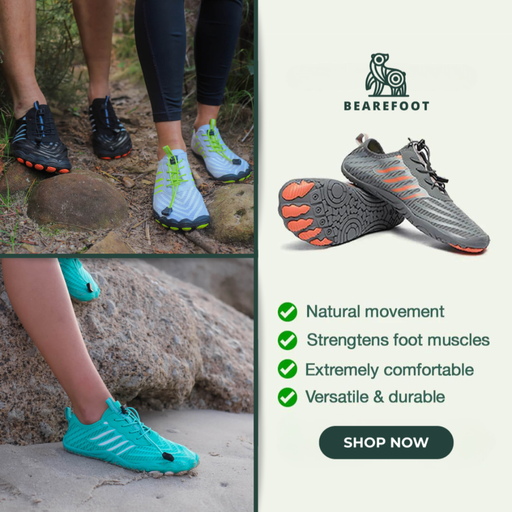 BEAREFOOT
Natural movement
Strengtens foot muscles
Extremely comfortable
Versatile & durable
SHOP NOW